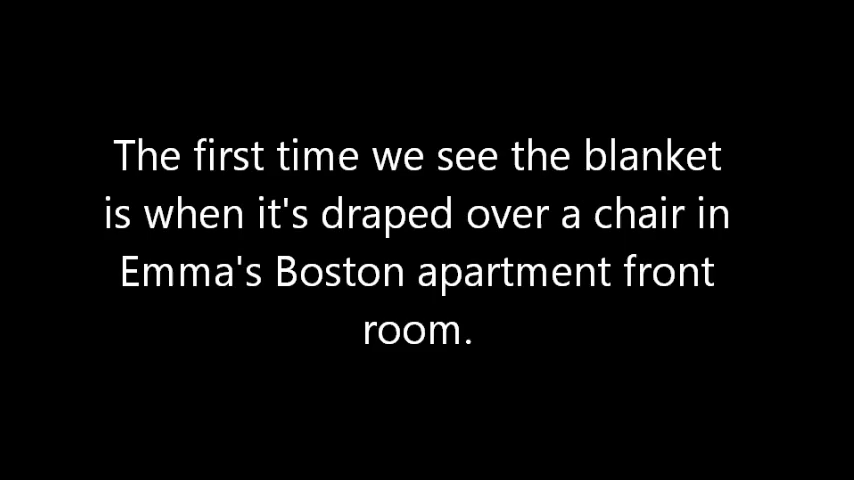 The first time we see the blanket
is when it's draped over a chair in
Emma's Boston apartment front
room.